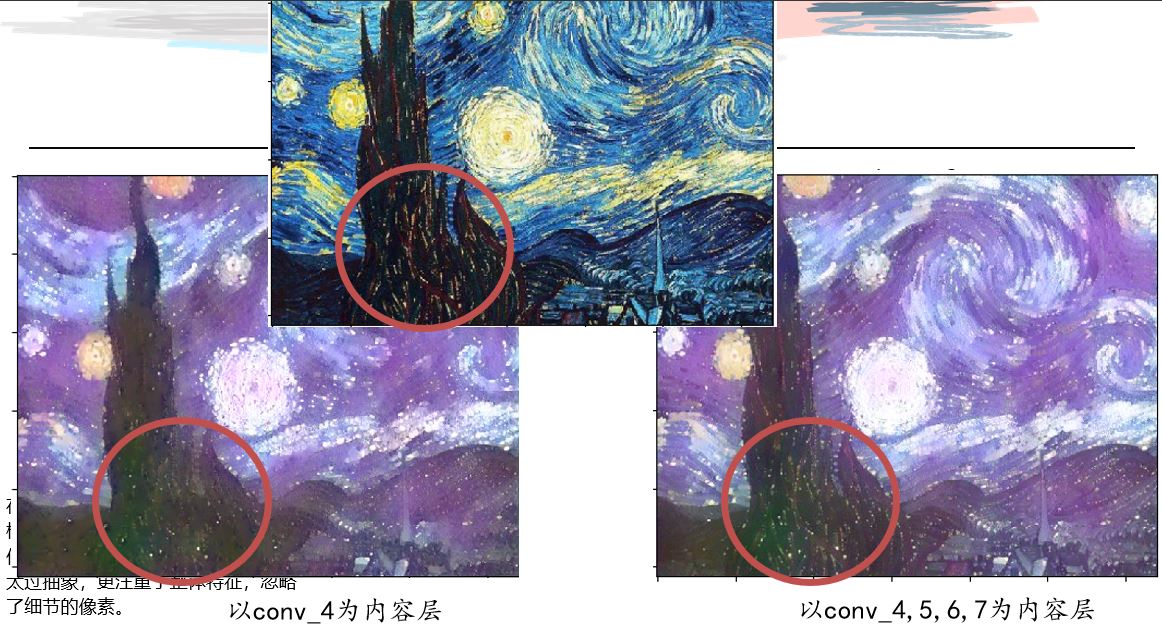 太过抽象，更注重了整体特征，忽略
了细节的像素。
以conv_4为内容层
以conv_4,5,6,7为内容层